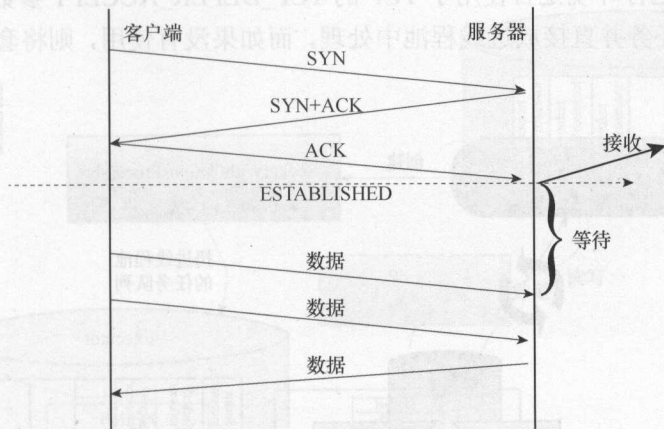 客户端
服务器
SYN
SYN+ACK
接收
ACK
ESTABLISHED
等待
数据
数据
数据